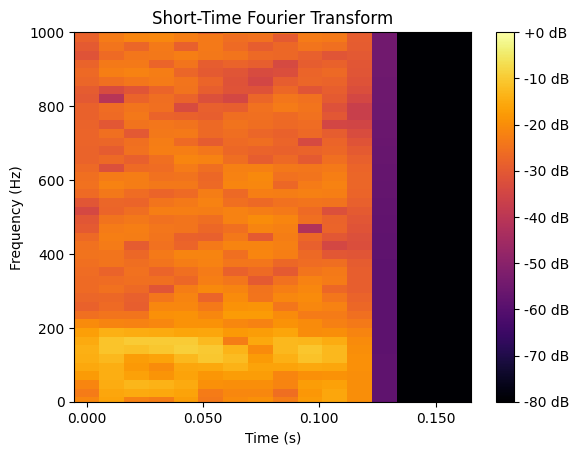 Short-Time Fourier Transform
1000
800
600
400
200
0
Frequency (Hz)
0.000
0.050
0.100
0.150
Time (s)
+0 dB
-10 dB
-20 dB
-30 dB
-40 dB
-50 dB
-60 dB
-70 dB
-80 dB